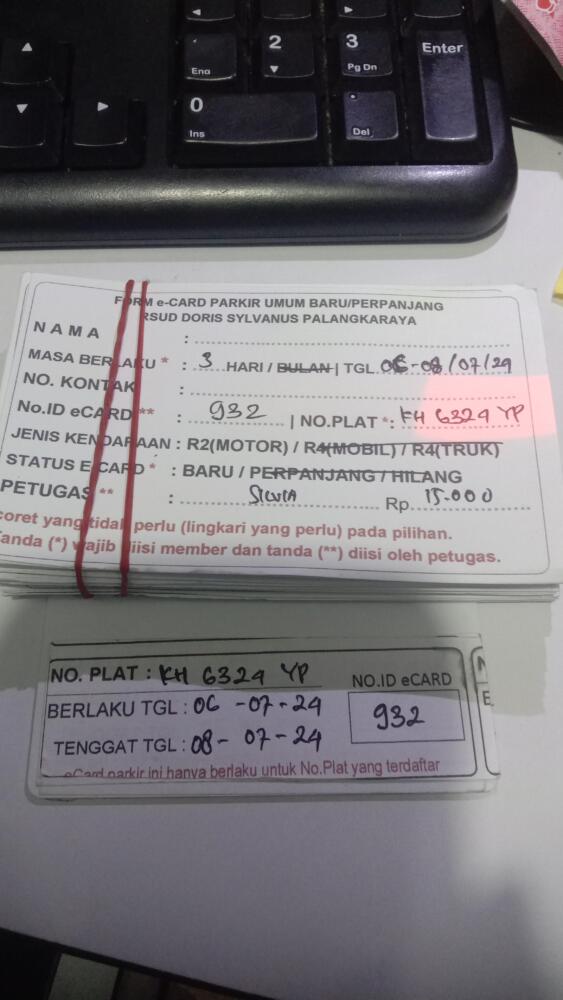 2
3
Enter
End
Pg Dn
0
Ins
Del
FORM e-CARD PARKIR UMUM BARU/PERPANJANG
RSUD DORIS SYLVANUS PALANGKARAYA
NAMA :
MASA BERLAKU * : 3 HARI / BULAN | TGL. 06-08/07/24
NO. KONTAK :
No.ID eCARD ** : 932 | NO.PLAT *: KH 6324 YP
JENIS KENDARAAN : R2(MOTOR) / R4(MOBIL) / R4(TRUK)
STATUS E CARD * : BARU / PERPANJANG / HILANG
PETUGAS ** : Silvia Rp. 15.000
coret yang tidak perlu (lingkari yang perlu) pada pilihan.
Tanda (*) wajib diisi member dan tanda (**) diisi oleh petugas.
NO. PLAT : KH 6324 YP
NO.ID eCARD
BERLAKU TGL : 06 -07-24
932
TENGGAT TGL : 08- 07-24
eCard parkir ini hanya berlaku untuk No.Plat yang terdaftar